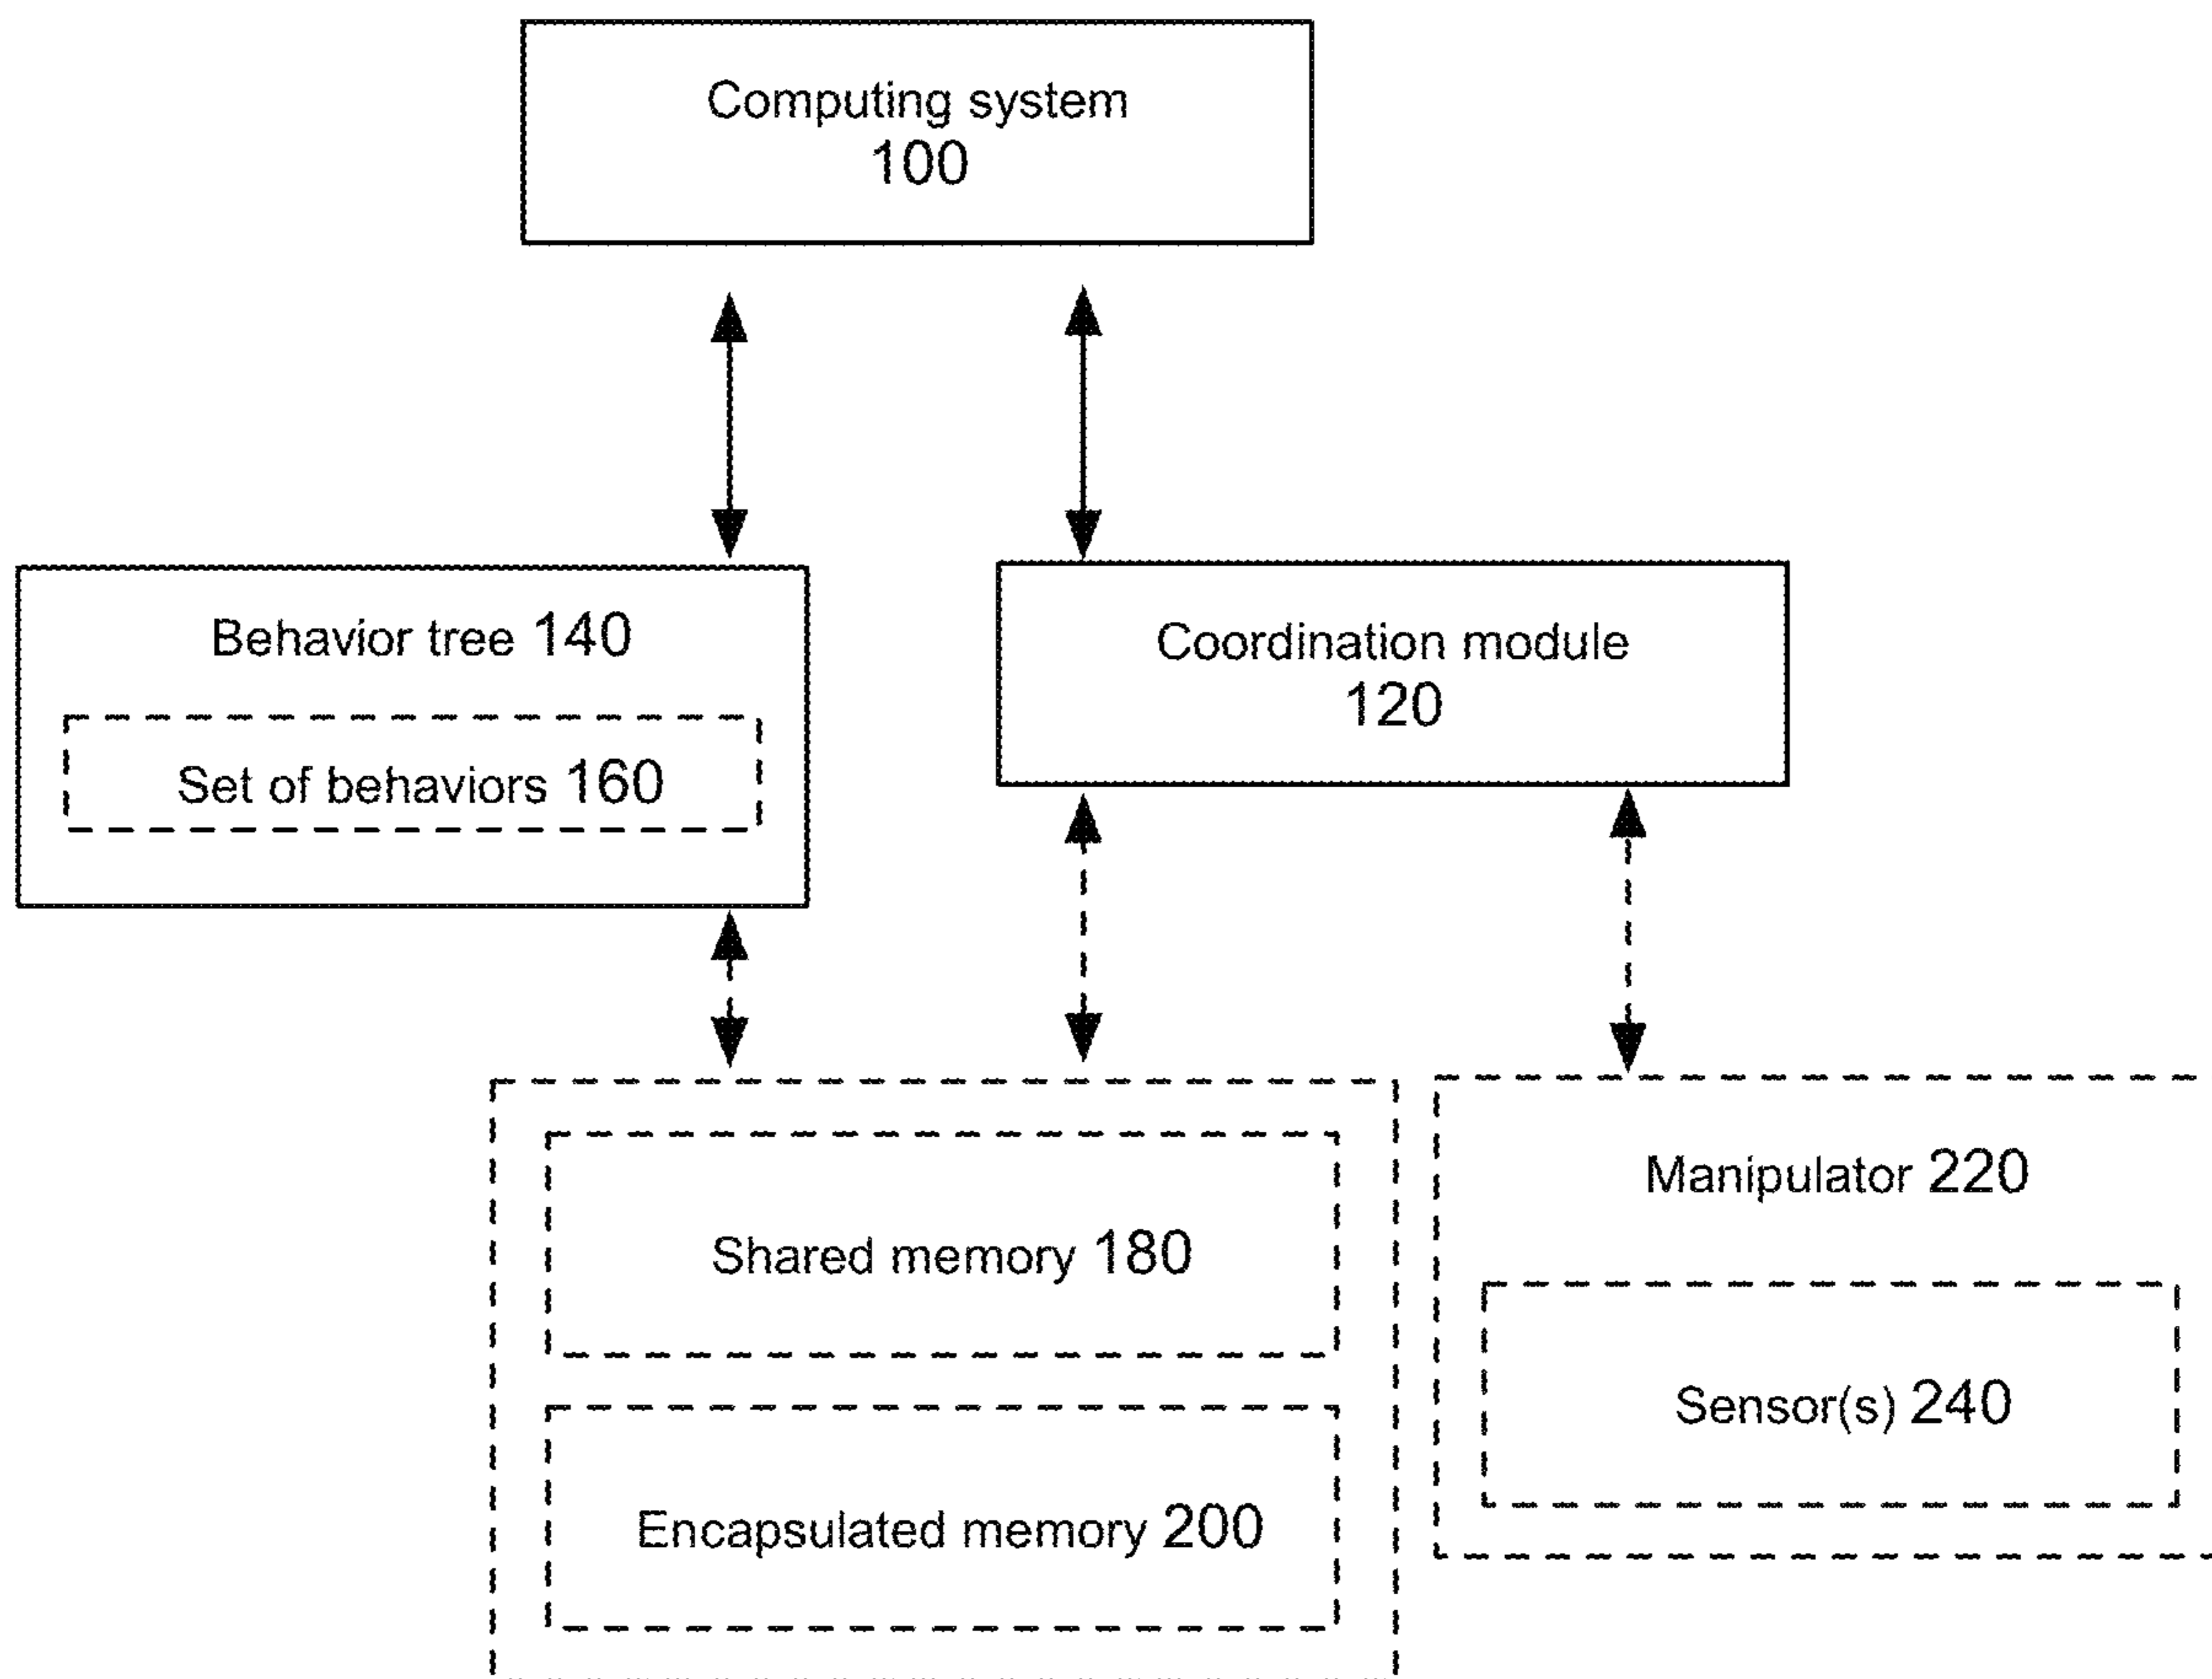 Computing system
100
Behavior tree 140
Set of behaviors 160
Coordination module
120
Shared memory 180
Encapsulated memory 200
Manipulator 220
Sensor(s) 240